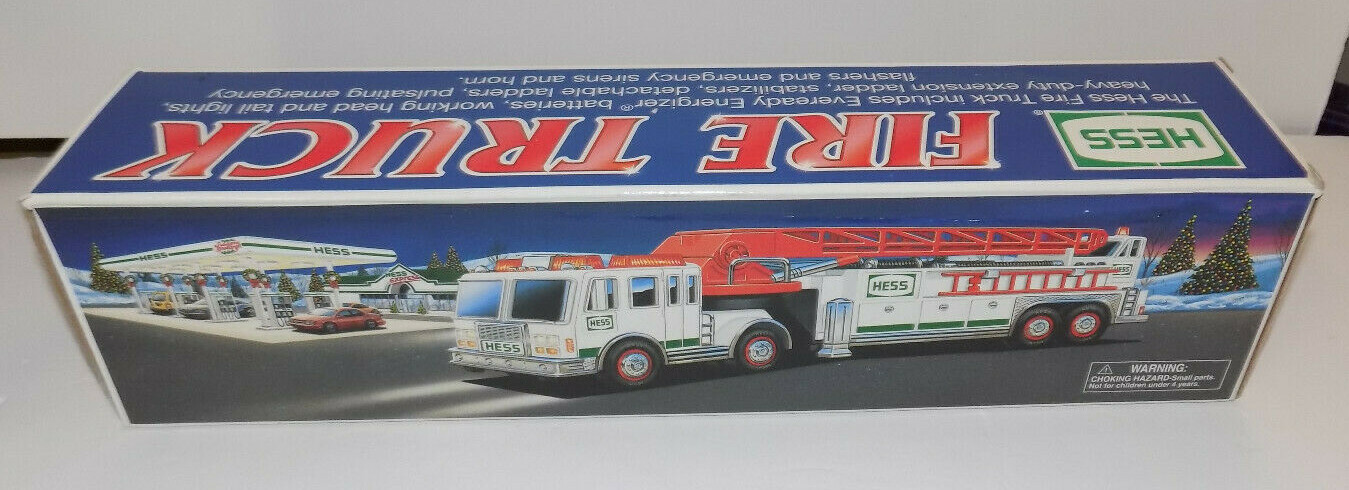 HESS
FIRE TRUCK
The Hess Fire Truck includes Eveready Energizer® batteries, working head and tail lights,
heavy-duty extension ladder, stabilizers, detachable ladders, pulsating emergency
flashers and emergency sirens and horn.
HESS
HESS
HESS
EXPRESS
HESS
HESS
HESS
HESS
WARNING:
CHOKING HAZARD-Small parts.
Not for children under 4 years.